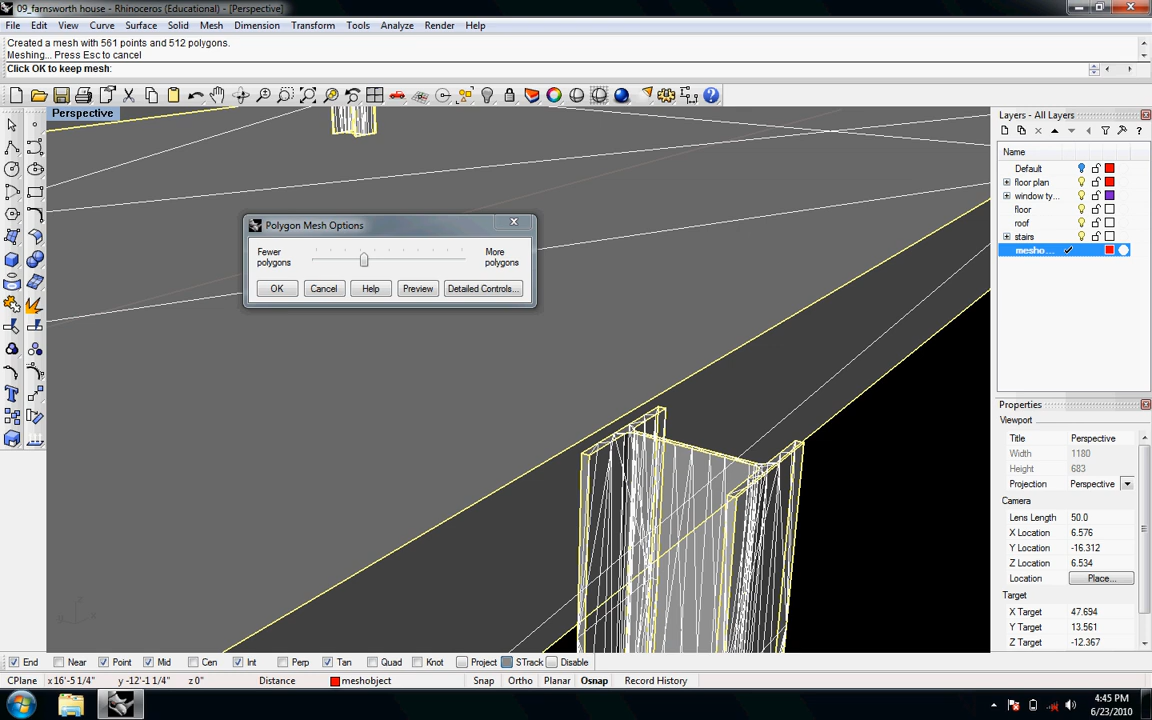 09_farnsworth house - Rhinoceros (Educational) - [Perspective]
File Edit View Curve Surface Solid Mesh Dimension Transform Tools Analyze Render Help
Created a mesh with 561 points and 512 polygons.
Meshing... Press Esc to cancel
Click OK to keep mesh:
Perspective
Layers - All Layers
Name
Default
floor plan
window ty...
floor
roof
stairs
mesho...
Polygon Mesh Options
Fewer polygons
More polygons
OK Cancel Help Preview Detailed Controls...
Properties
Viewport
Title Perspective
Width 1180
Height 683
Projection Perspective
Camera
Lens Length 50.0
X Location 6.576
Y Location -16.312
Z Location 6.534
Location Place...
Target
X Target 47.694
Y Target 13.561
Z Target -12.367
End Near Point Mid Cen Int Perp Tan Quad Knot Project STrack Disable
CPlane x 16'-5 1/4" y -12'-1 1/4" z 0" Distance meshobject Snap Ortho Planar Osnap Record History
4:45 PM
6/23/2010